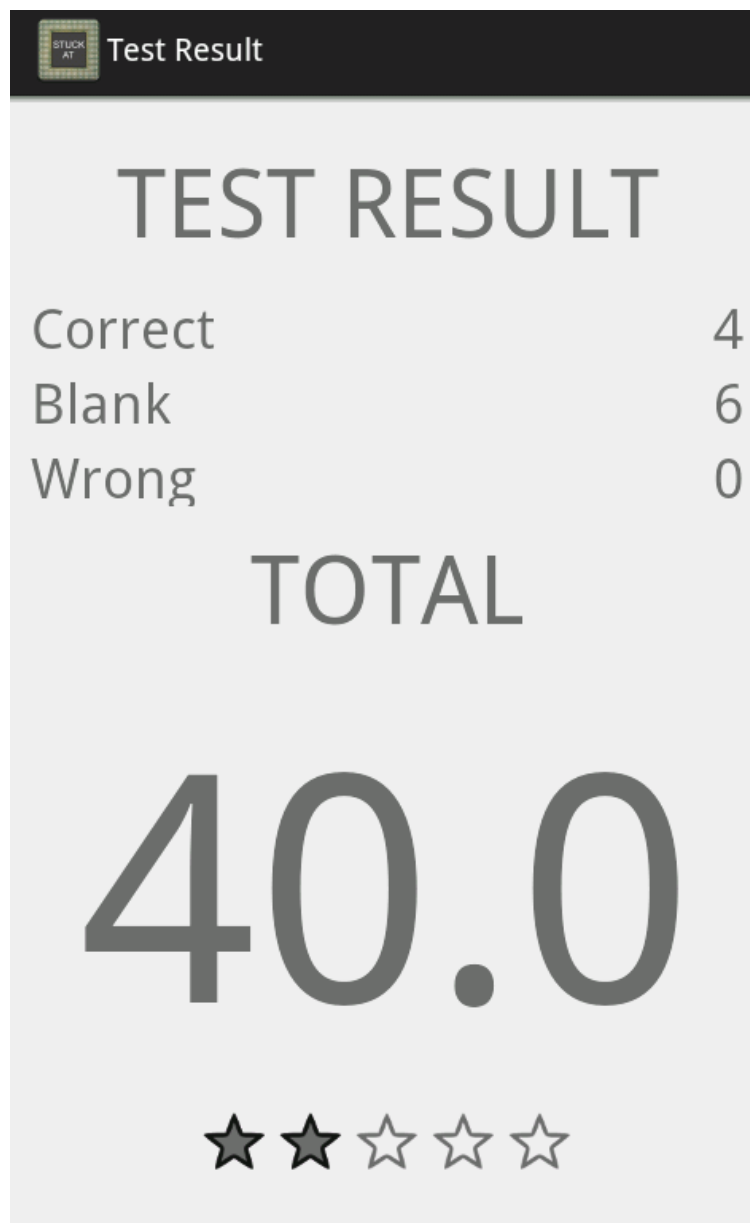 STUCK
AT
Test Result
TEST RESULT
Correct 4
Blank 6
Wrong 0
TOTAL
40.0